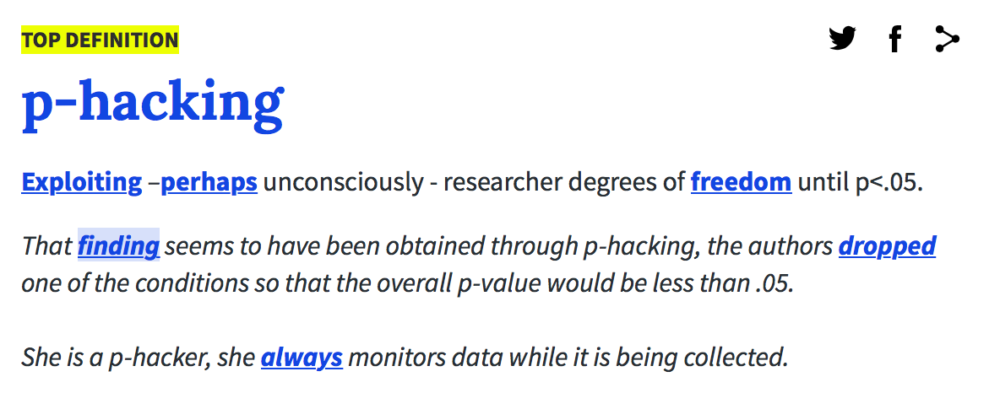 TOP DEFINITION
p-hacking
Exploiting –perhaps unconsciously - researcher degrees of freedom until p<.05.
That finding seems to have been obtained through p-hacking, the authors dropped
one of the conditions so that the overall p-value would be less than .05.
She is a p-hacker, she always monitors data while it is being collected.